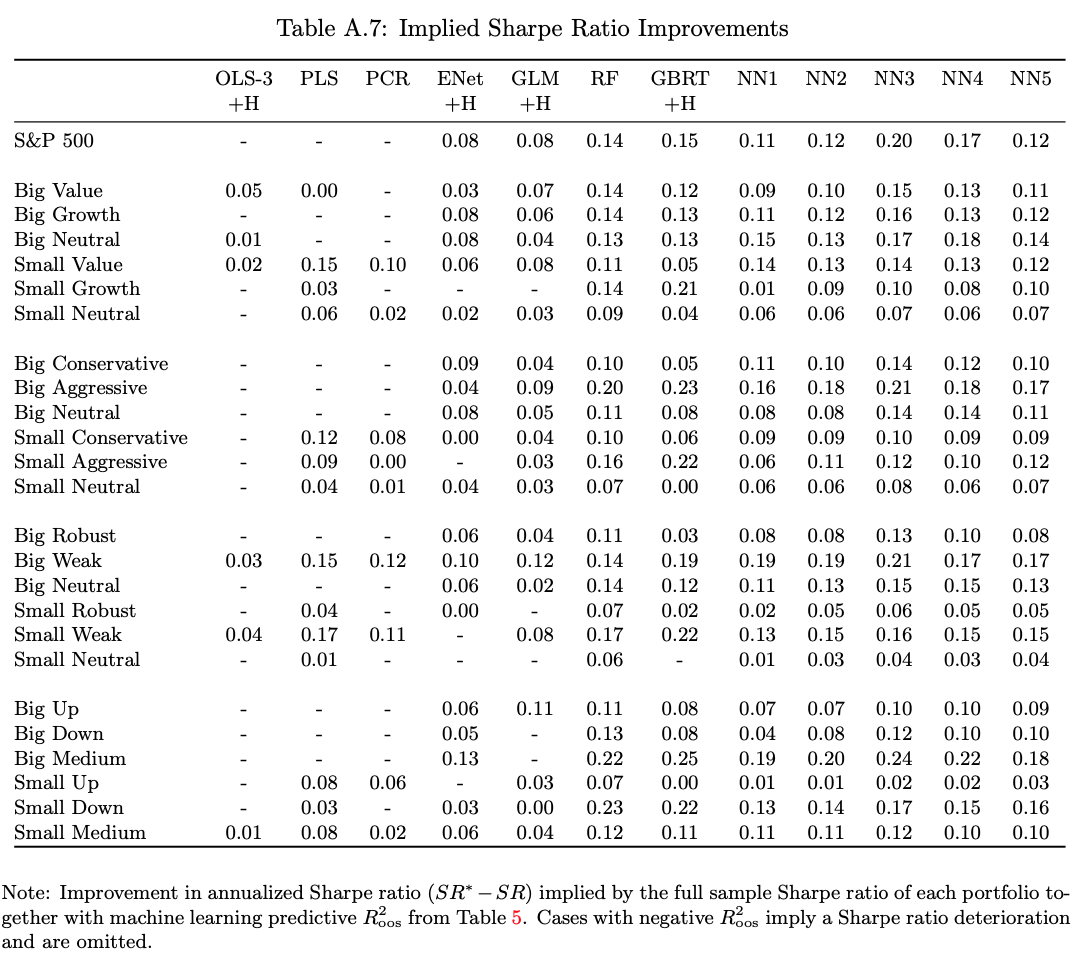 Table A.7: Implied Sharpe Ratio Improvements
OLS-3 PLS PCR ENet GLM RF GBRT NN1 NN2 NN3 NN4 NN5
+H +H +H +H
S&P 500 - - - 0.08 0.08 0.14 0.15 0.11 0.12 0.20 0.17 0.12
Big Value 0.05 0.00 - 0.03 0.07 0.14 0.12 0.09 0.10 0.15 0.13 0.11
Big Growth - - - 0.08 0.06 0.14 0.13 0.11 0.12 0.16 0.13 0.12
Big Neutral 0.01 - - 0.08 0.04 0.13 0.13 0.15 0.13 0.17 0.18 0.14
Small Value 0.02 0.15 0.10 0.06 0.08 0.11 0.05 0.14 0.13 0.14 0.13 0.12
Small Growth - 0.03 - - - 0.14 0.21 0.01 0.09 0.10 0.08 0.10
Small Neutral - 0.06 0.02 0.02 0.03 0.09 0.04 0.06 0.06 0.07 0.06 0.07
Big Conservative - - - 0.09 0.04 0.10 0.05 0.11 0.10 0.14 0.12 0.10
Big Aggressive - - - 0.04 0.09 0.20 0.23 0.16 0.18 0.21 0.18 0.17
Big Neutral - - - 0.08 0.05 0.11 0.08 0.08 0.08 0.14 0.14 0.11
Small Conservative - 0.12 0.08 0.00 0.04 0.10 0.06 0.09 0.09 0.10 0.09 0.09
Small Aggressive - 0.09 0.00 - 0.03 0.16 0.22 0.06 0.11 0.12 0.10 0.12
Small Neutral - 0.04 0.01 0.04 0.03 0.07 0.00 0.06 0.06 0.08 0.06 0.07
Big Robust - - - 0.06 0.04 0.11 0.03 0.08 0.08 0.13 0.10 0.08
Big Weak 0.03 0.15 0.12 0.10 0.12 0.14 0.19 0.19 0.19 0.21 0.17 0.17
Big Neutral - - - 0.06 0.02 0.14 0.12 0.11 0.13 0.15 0.15 0.13
Small Robust - 0.04 - 0.00 - 0.07 0.02 0.02 0.05 0.06 0.05 0.05
Small Weak 0.04 0.17 0.11 - 0.08 0.17 0.22 0.13 0.15 0.16 0.15 0.15
Small Neutral - 0.01 - - - 0.06 - 0.01 0.03 0.04 0.03 0.04
Big Up - - - 0.06 0.11 0.11 0.08 0.07 0.07 0.10 0.10 0.09
Big Down - - - 0.05 - 0.13 0.08 0.04 0.08 0.12 0.10 0.10
Big Medium - - - 0.13 - 0.22 0.25 0.19 0.20 0.24 0.22 0.18
Small Up - 0.08 0.06 - 0.03 0.07 0.00 0.01 0.01 0.02 0.02 0.03
Small Down - 0.03 - 0.03 0.00 0.23 0.22 0.13 0.14 0.17 0.15 0.16
Small Medium 0.01 0.08 0.02 0.06 0.04 0.12 0.11 0.11 0.11 0.12 0.10 0.10
Note: Improvement in annualized Sharpe ratio (SR* − SR) implied by the full sample Sharpe ratio of each portfolio to-
gether with machine learning predictive R²oos from Table 5. Cases with negative R²oos imply a Sharpe ratio deterioration
and are omitted.